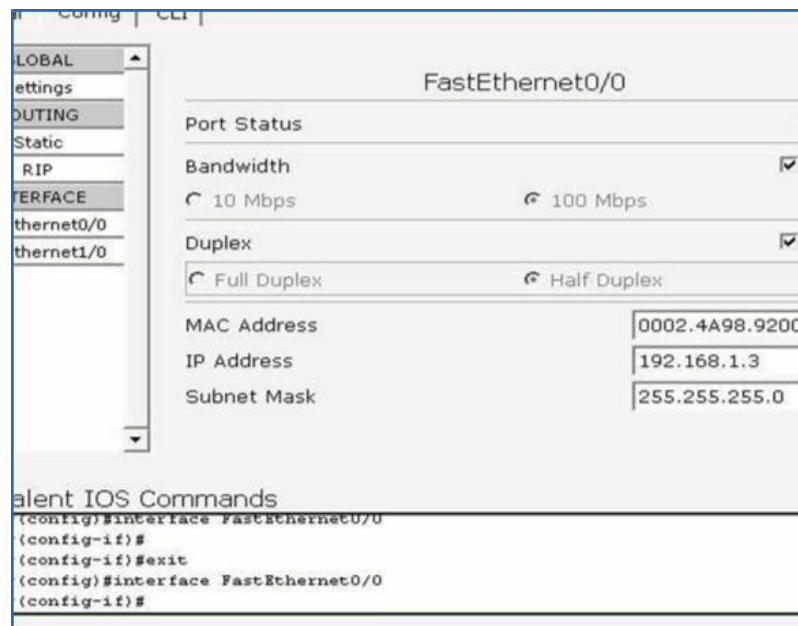 Config CLI
LOBAL
ettings
OUTING
Static
RIP
TERFACE
thernet0/0
thernet1/0
FastEthernet0/0
Port Status
Bandwidth
10 Mbps 100 Mbps
Duplex
Full Duplex Half Duplex
MAC Address 0002.4A98.9200
IP Address 192.168.1.3
Subnet Mask 255.255.255.0
alent IOS Commands
(config)#interface FastEthernet0/0
(config-if)#
(config-if)#exit
(config)#interface FastEthernet0/0
(config-if)#